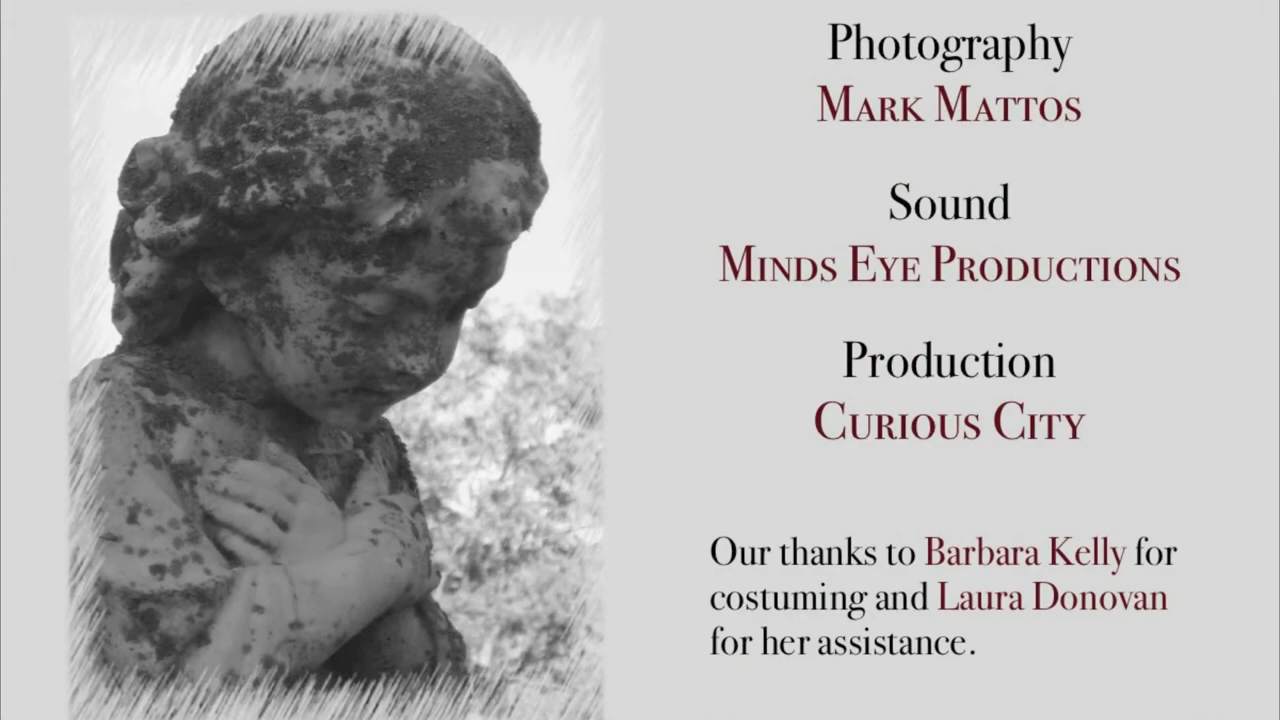 Photography
Mark Mattos
Sound
Minds Eye Productions
Production
Curious City
Our thanks to Barbara Kelly for
costuming and Laura Donovan
for her assistance.